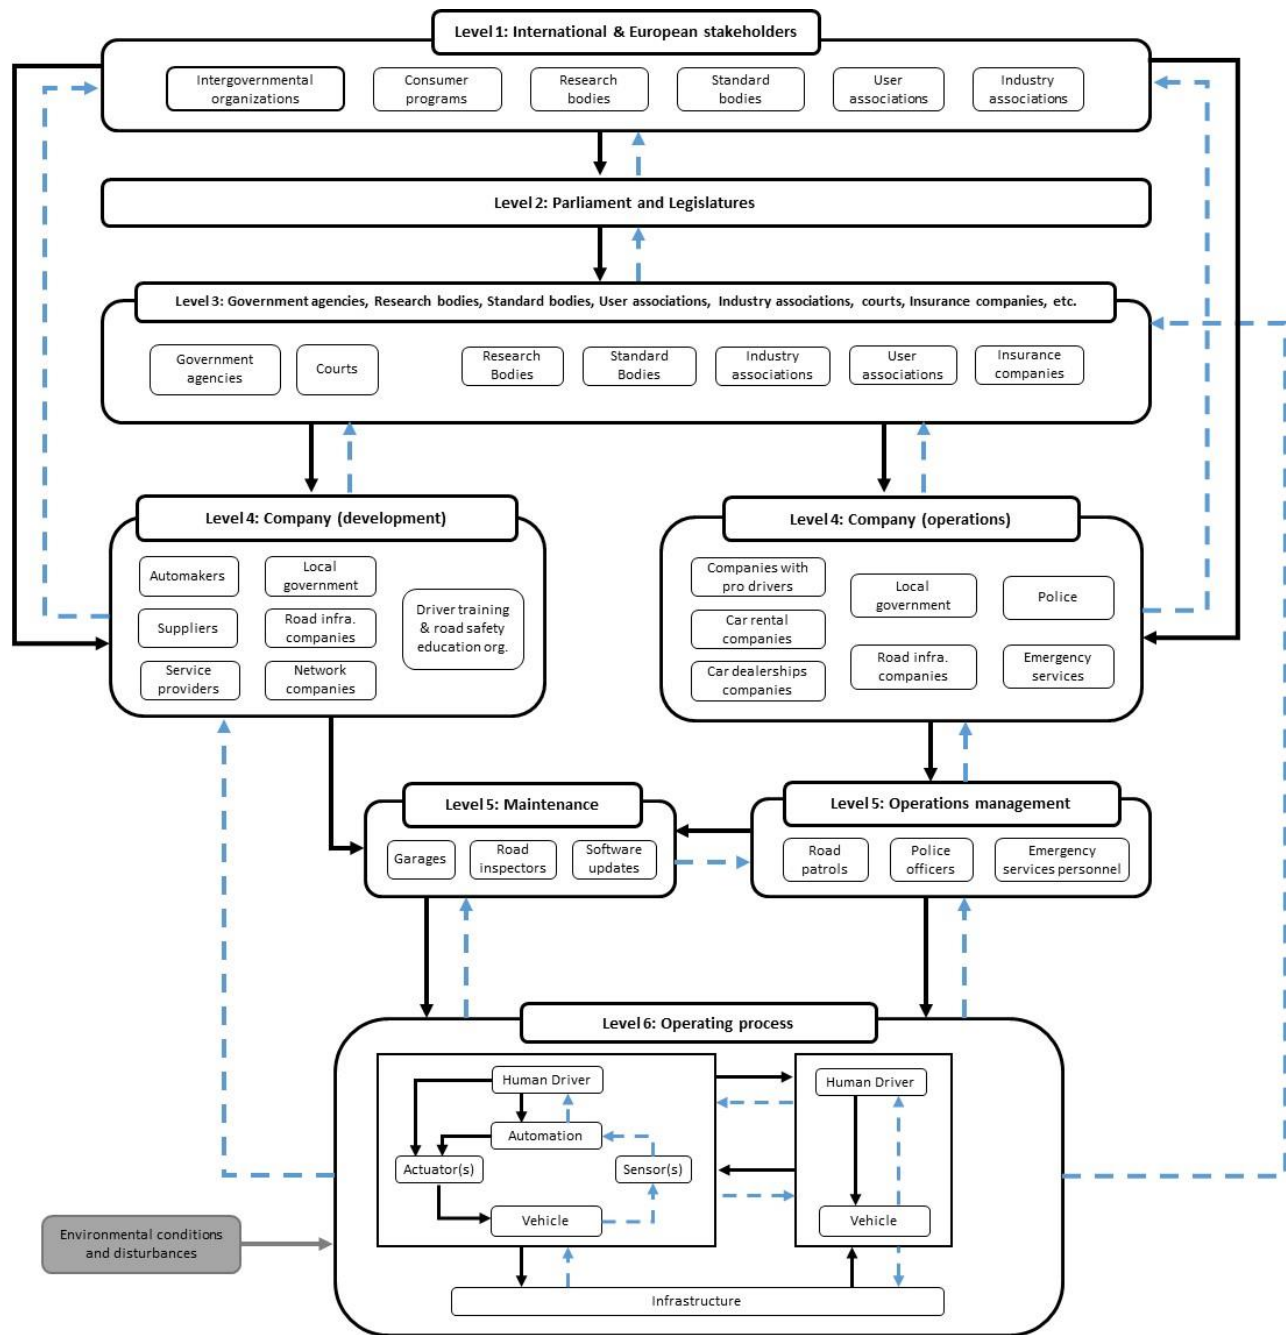 Level 1: International & European stakeholders
Intergovernmental
organizations
Consumer
programs
Research
bodies
Standard
bodies
User
associations
Industry
associations
Level 2: Parliament and Legislatures
Level 3: Government agencies, Research bodies, Standard bodies, User associations, Industry associations, courts, Insurance companies, etc.
Government
agencies
Courts
Research
Bodies
Standard
Bodies
Industry
associations
User
associations
Insurance
companies
Level 4: Company (development)
Automakers
Local
government
Suppliers
Road infra.
companies
Service
providers
Network
companies
Driver training
& road safety
education org.
Level 4: Company (operations)
Companies with
pro drivers
Car rental
companies
Car dealerships
companies
Local
government
Road infra.
companies
Police
Emergency
services
Level 5: Maintenance
Garages
Road
inspectors
Software
updates
Level 5: Operations management
Road
patrols
Police
officers
Emergency
services personnel
Level 6: Operating process
Human Driver
Automation
Actuator(s)
Sensor(s)
Vehicle
Human Driver
Vehicle
Infrastructure
Environmental conditions
and disturbances